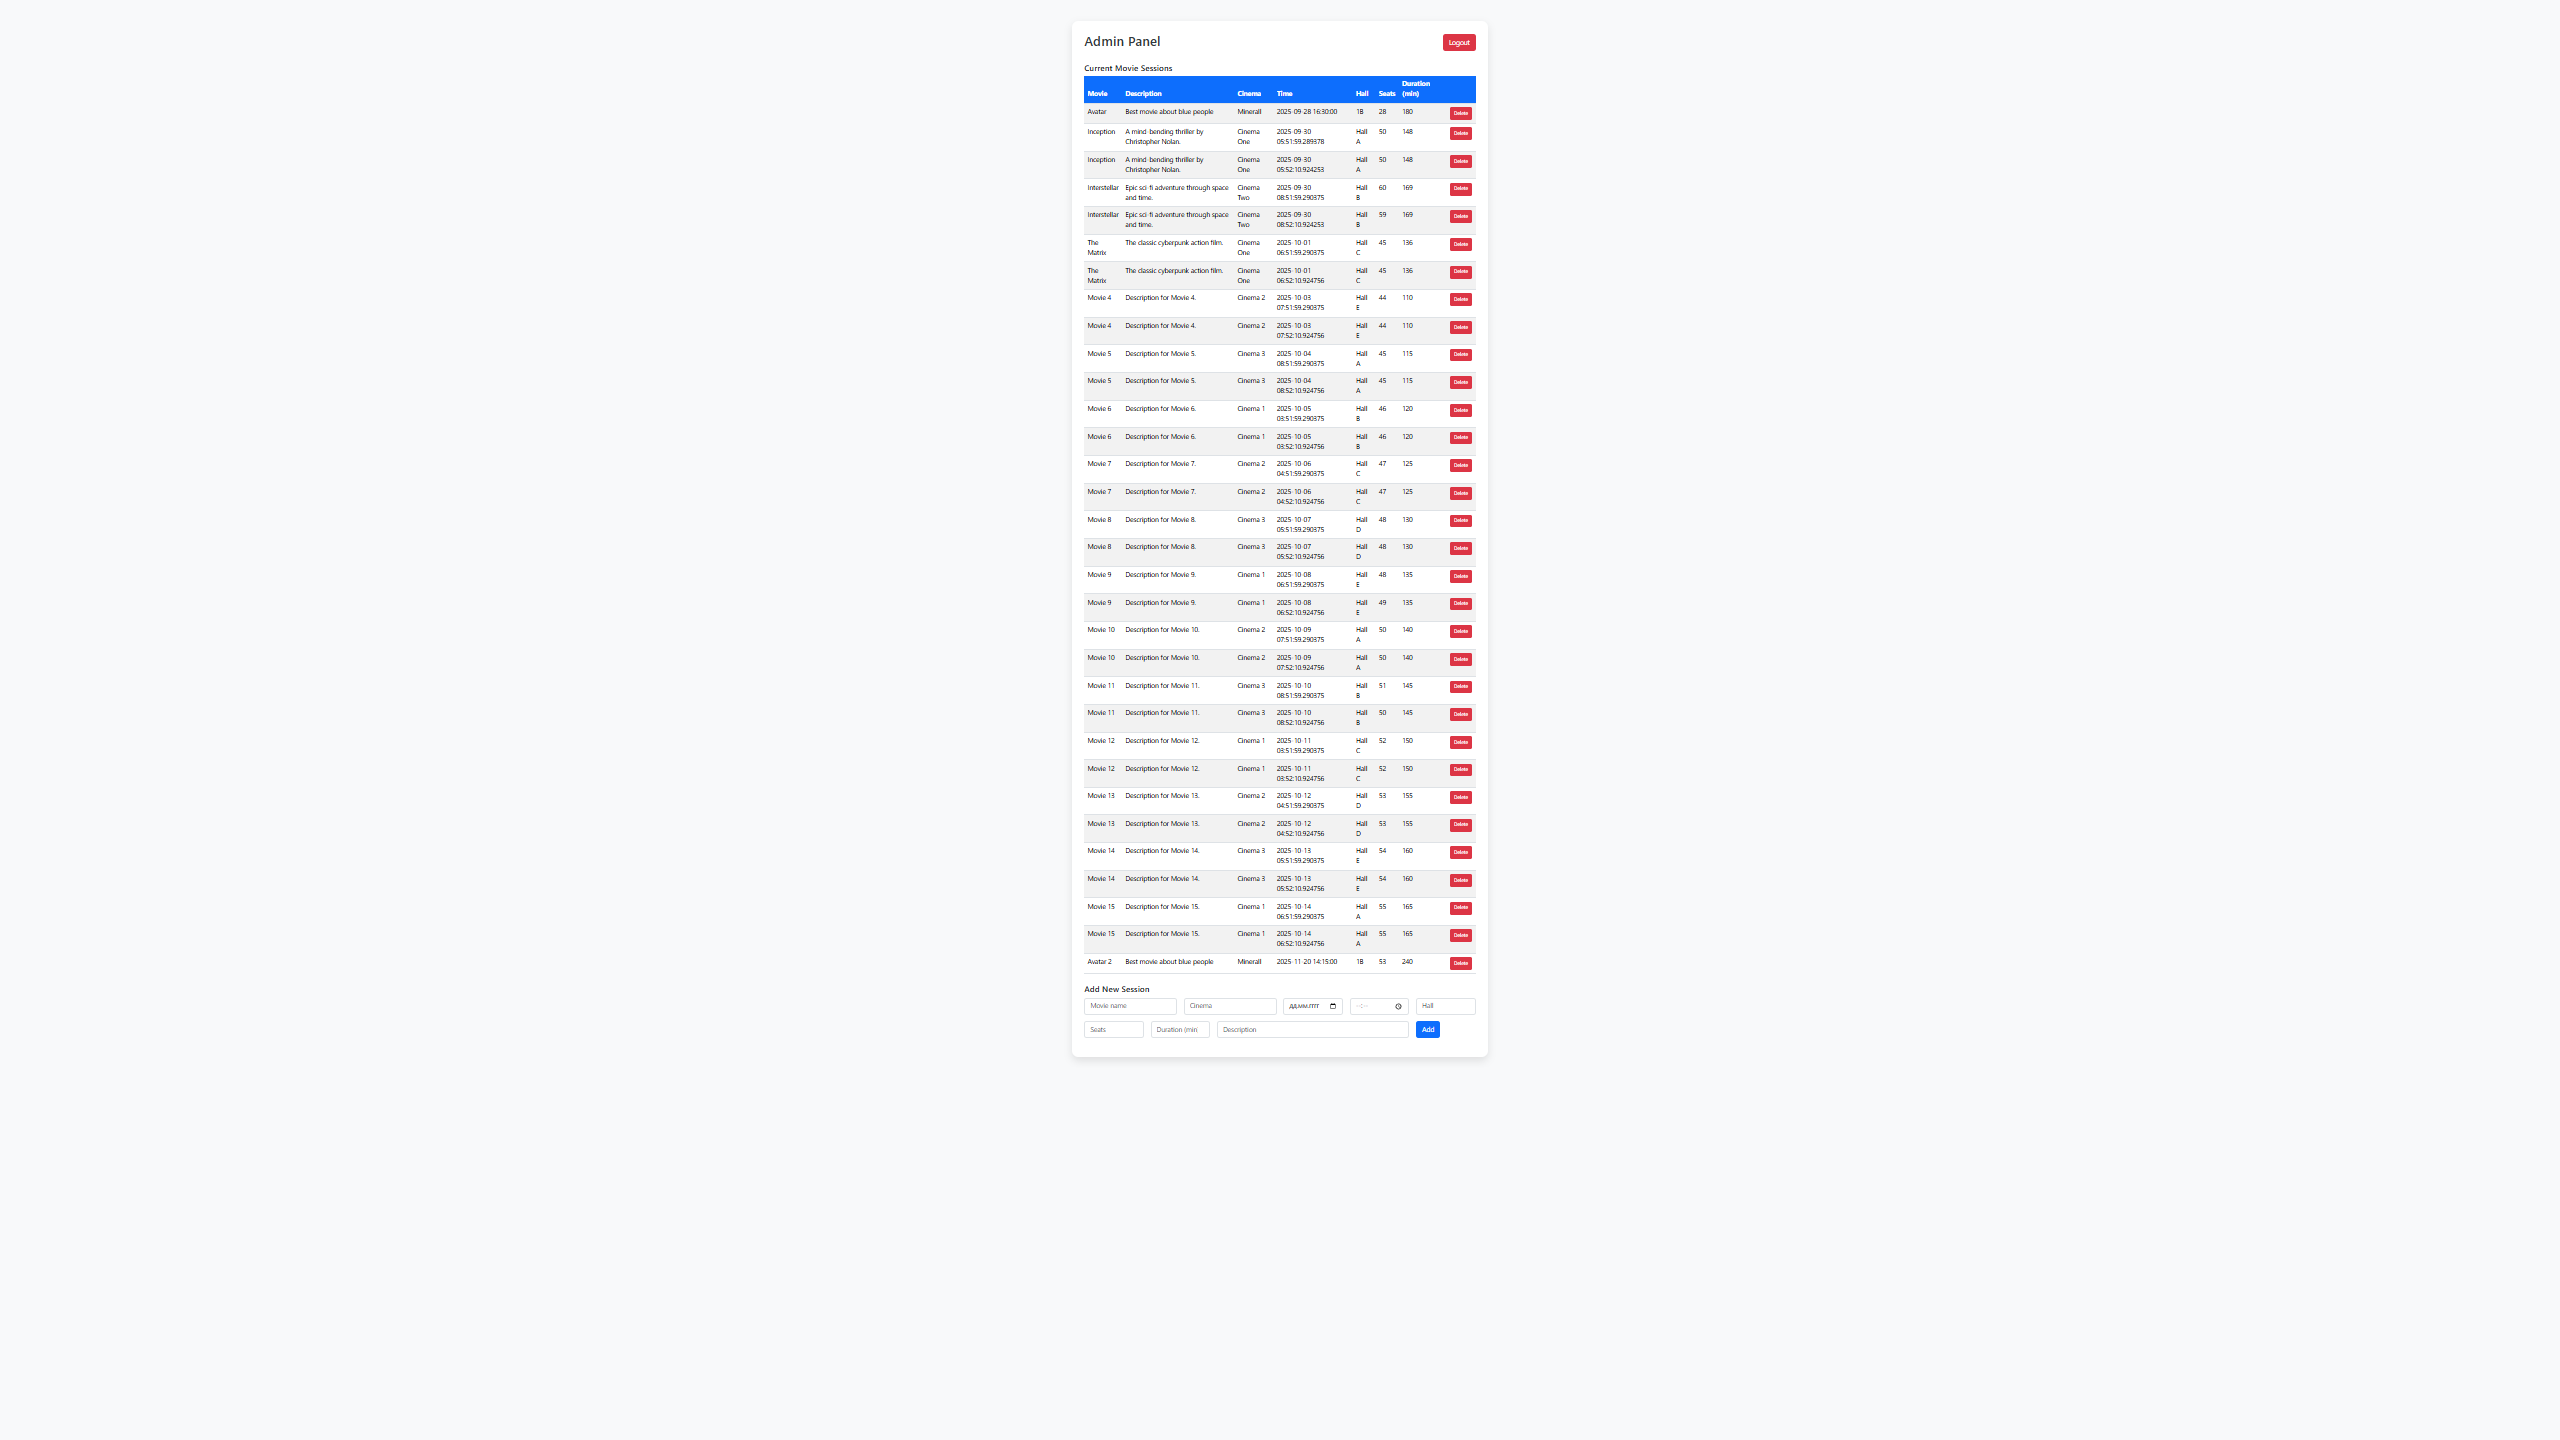 Admin Panel
Logout
Current Movie Sessions
Movie Description Cinema Time Hall Seats Duration (min)
Avatar Best movie about blue people Minerall 2025-09-28 16:30:00 1B 28 180 Delete
Inception A mind-bending thriller by Christopher Nolan. Cinema One 2025-09-30 05:51:59.289378 Hall A 50 148 Delete
Inception A mind-bending thriller by Christopher Nolan. Cinema One 2025-09-30 05:52:10.924253 Hall A 50 148 Delete
Interstellar Epic sci-fi adventure through space and time. Cinema Two 2025-09-30 08:51:59.290375 Hall B 60 169 Delete
Interstellar Epic sci-fi adventure through space and time. Cinema Two 2025-09-30 08:52:10.924253 Hall B 59 169 Delete
The Matrix The classic cyberpunk action film. Cinema One 2025-10-01 06:51:59.290375 Hall C 45 136 Delete
The Matrix The classic cyberpunk action film. Cinema One 2025-10-01 06:52:10.924756 Hall C 45 136 Delete
Movie 4 Description for Movie 4. Cinema 2 2025-10-03 07:51:59.290375 Hall E 44 110 Delete
Movie 4 Description for Movie 4. Cinema 2 2025-10-03 07:52:10.924756 Hall E 44 110 Delete
Movie 5 Description for Movie 5. Cinema 3 2025-10-04 08:51:59.290375 Hall A 45 115 Delete
Movie 5 Description for Movie 5. Cinema 3 2025-10-04 08:52:10.924756 Hall A 45 115 Delete
Movie 6 Description for Movie 6. Cinema 1 2025-10-05 03:51:59.290375 Hall B 46 120 Delete
Movie 6 Description for Movie 6. Cinema 1 2025-10-05 03:52:10.924756 Hall B 46 120 Delete
Movie 7 Description for Movie 7. Cinema 2 2025-10-06 04:51:59.290375 Hall C 47 125 Delete
Movie 7 Description for Movie 7. Cinema 2 2025-10-06 04:52:10.924756 Hall C 47 125 Delete
Movie 8 Description for Movie 8. Cinema 3 2025-10-07 05:51:59.290375 Hall D 48 130 Delete
Movie 8 Description for Movie 8. Cinema 3 2025-10-07 05:52:10.924756 Hall D 48 130 Delete
Movie 9 Description for Movie 9. Cinema 1 2025-10-08 06:51:59.290375 Hall E 48 135 Delete
Movie 9 Description for Movie 9. Cinema 1 2025-10-08 06:52:10.924756 Hall E 49 135 Delete
Movie 10 Description for Movie 10. Cinema 2 2025-10-09 07:51:59.290375 Hall A 50 140 Delete
Movie 10 Description for Movie 10. Cinema 2 2025-10-09 07:52:10.924756 Hall A 50 140 Delete
Movie 11 Description for Movie 11. Cinema 3 2025-10-10 08:51:59.290375 Hall B 51 145 Delete
Movie 11 Description for Movie 11. Cinema 3 2025-10-10 08:52:10.924756 Hall B 50 145 Delete
Movie 12 Description for Movie 12. Cinema 1 2025-10-11 03:51:59.290375 Hall C 52 150 Delete
Movie 12 Description for Movie 12. Cinema 1 2025-10-11 03:52:10.924756 Hall C 52 150 Delete
Movie 13 Description for Movie 13. Cinema 2 2025-10-12 04:51:59.290375 Hall D 53 155 Delete
Movie 13 Description for Movie 13. Cinema 2 2025-10-12 04:52:10.924756 Hall D 53 155 Delete
Movie 14 Description for Movie 14. Cinema 3 2025-10-13 05:51:59.290375 Hall E 54 160 Delete
Movie 14 Description for Movie 14. Cinema 3 2025-10-13 05:52:10.924756 Hall E 54 160 Delete
Movie 15 Description for Movie 15. Cinema 1 2025-10-14 06:51:59.290375 Hall A 55 165 Delete
Movie 15 Description for Movie 15. Cinema 1 2025-10-14 06:52:10.924756 Hall A 55 165 Delete
Avatar 2 Best movie about blue people Minerall 2025-11-20 14:15:00 1B 53 240 Delete
Add New Session
Movie name Cinema ДД.ММ.ГГГГ --:-- Hall
Seats Duration (min Description Add